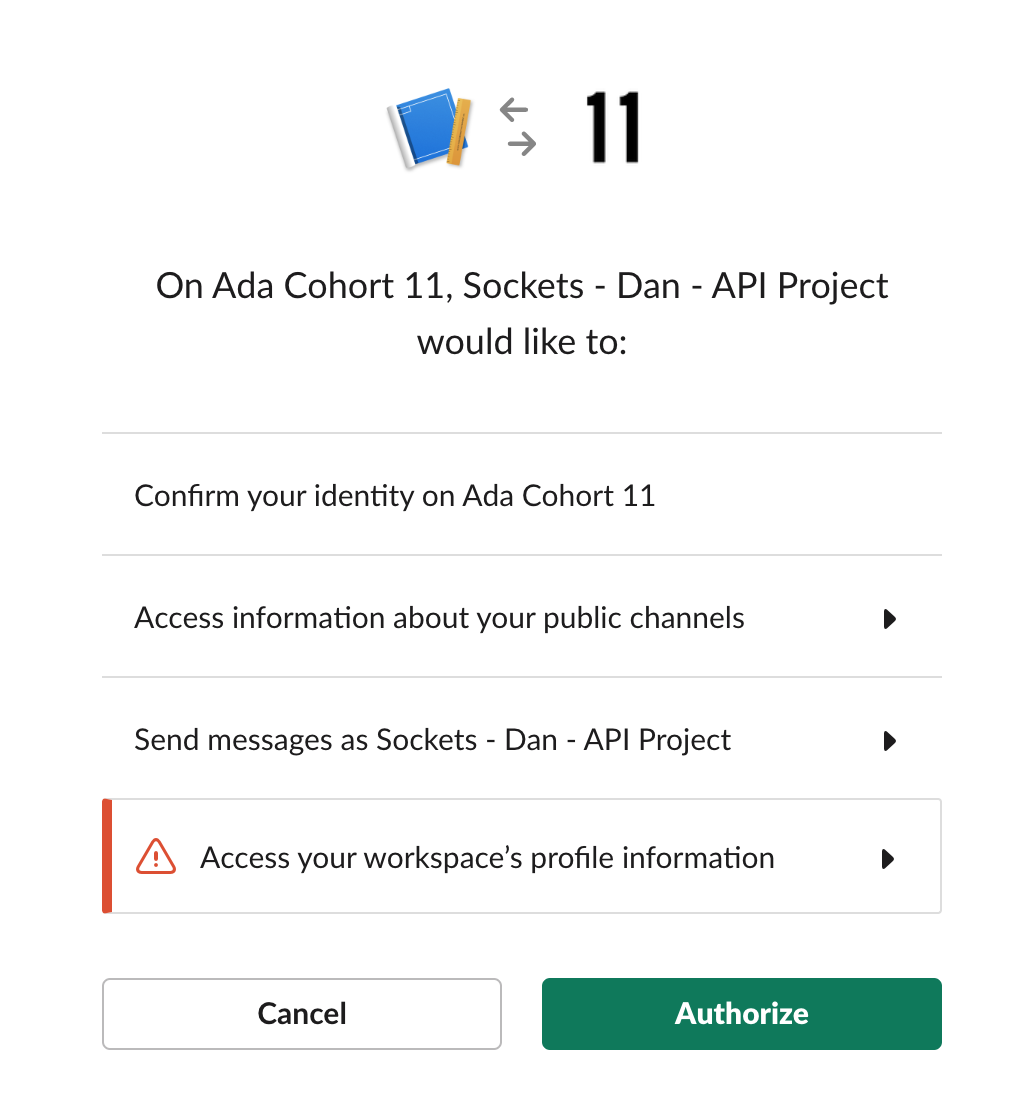 11
On Ada Cohort 11, Sockets - Dan - API Project
would like to:
Confirm your identity on Ada Cohort 11
Access information about your public channels
Send messages as Sockets - Dan - API Project
Access your workspace’s profile information
Cancel
Authorize